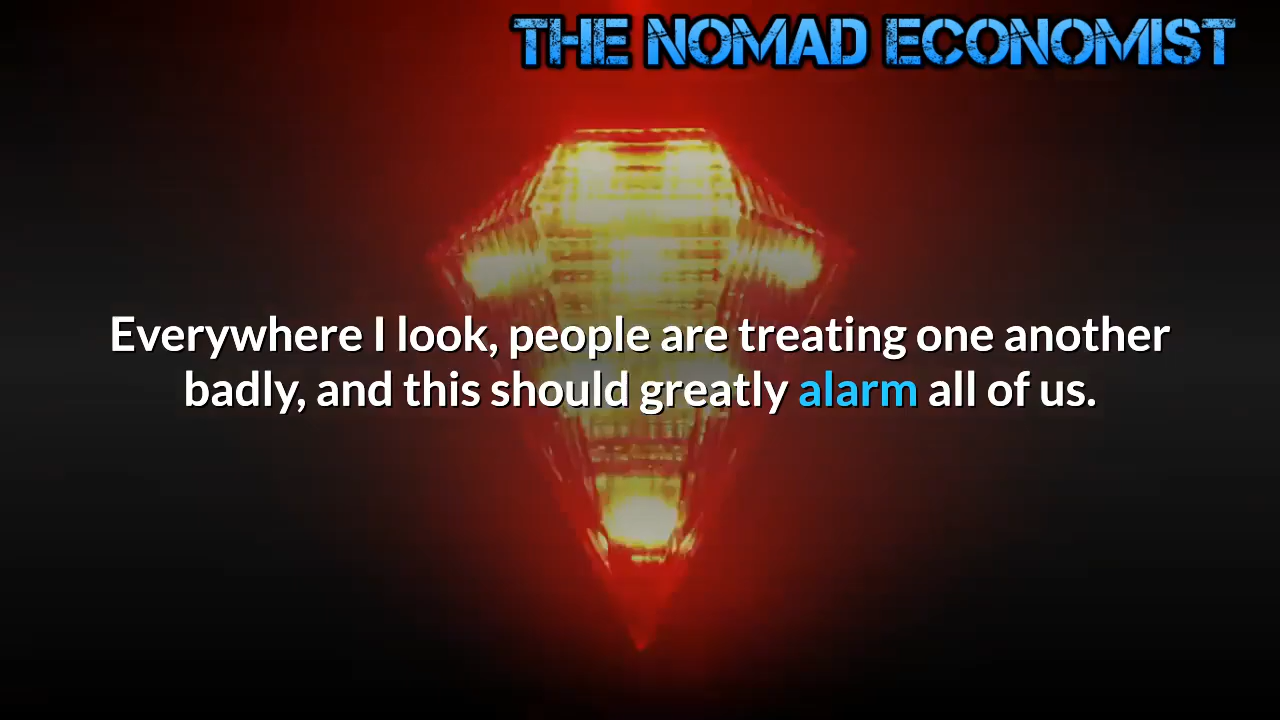 THE NOMAD ECONOMIST
Everywhere I look, people are treating one another
badly, and this should greatly alarm all of us.